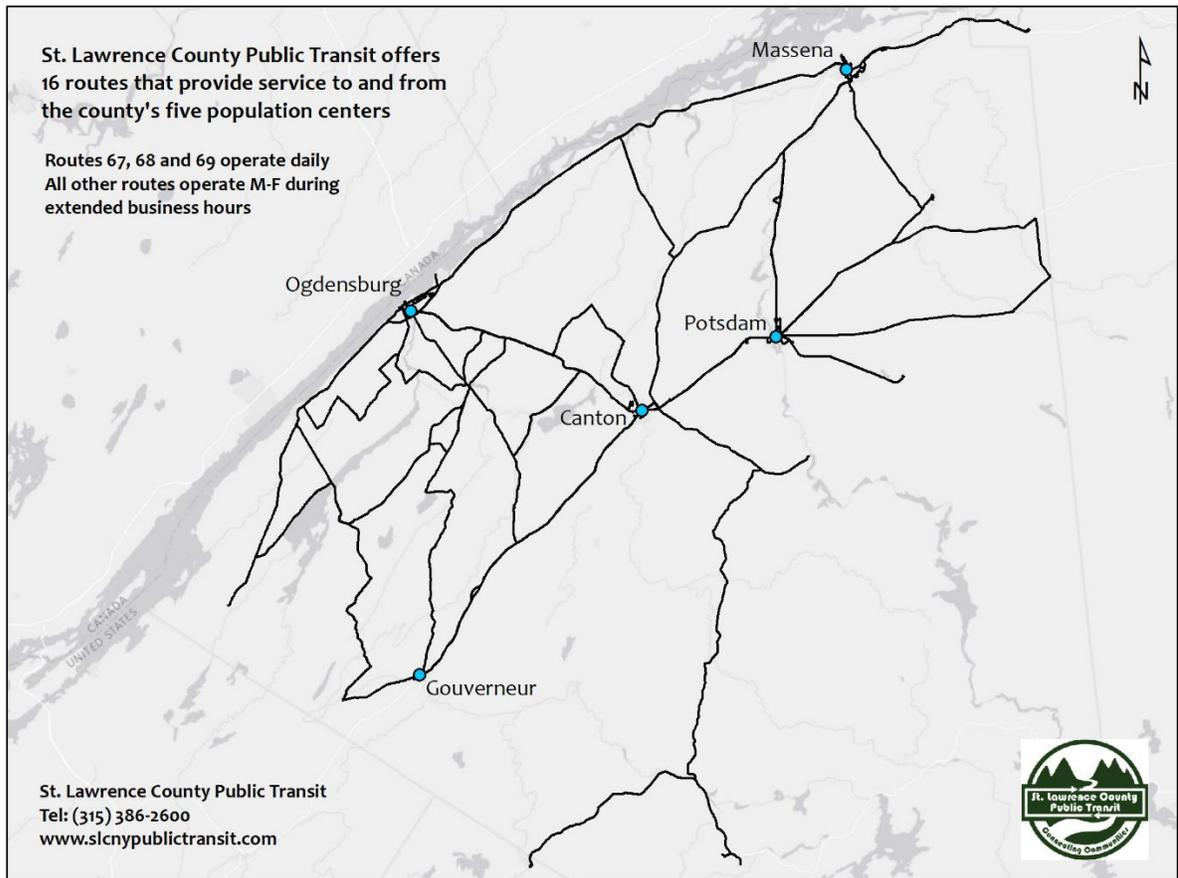 St. Lawrence County Public Transit offers
16 routes that provide service to and from
the county's five population centers
Massena
N
Routes 67, 68 and 69 operate daily
All other routes operate M-F during
extended business hours
CANADA
Ogdensburg
Potsdam
Canton
CANADA
UNITED STATES
Gouverneur
St. Lawrence County Public Transit
Tel: (315) 386-2600
www.slcnypublictransit.com
St. Lawrence County
Public Transit
Connecting Communities